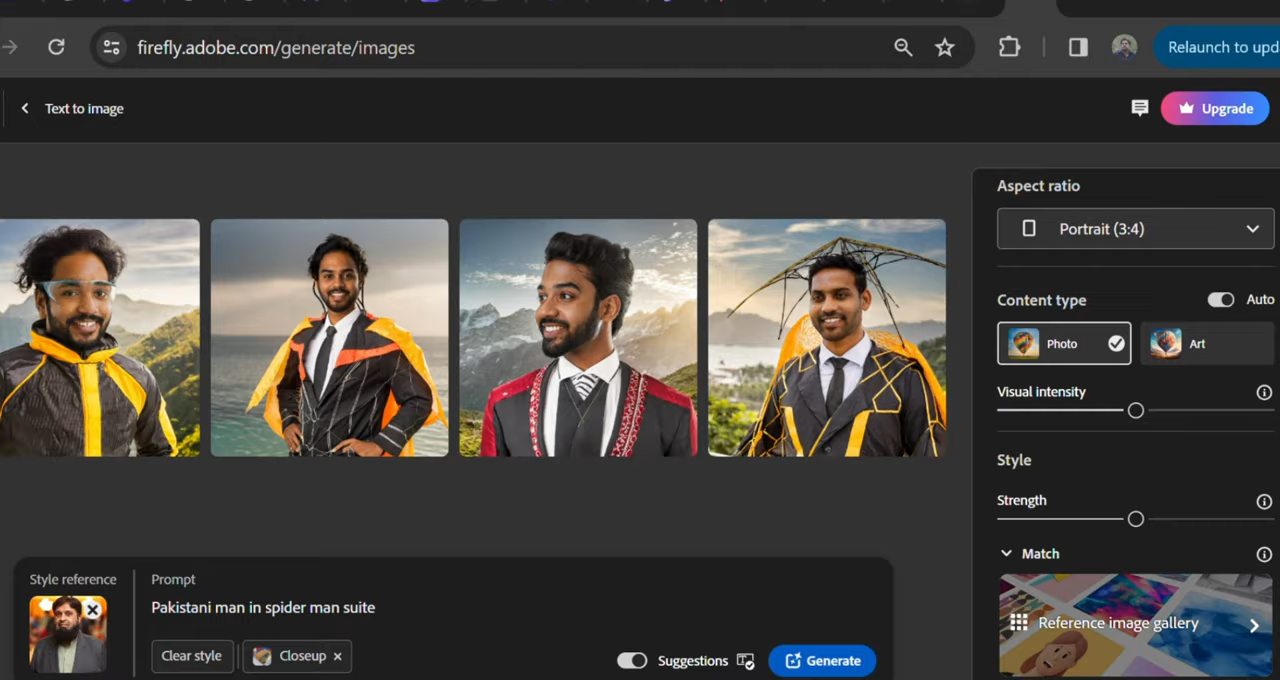 firefly.adobe.com/generate/images
Relaunch to upd
Text to image
Upgrade
Aspect ratio
Portrait (3:4)
Content type
Auto
Photo
Art
Visual intensity
Style
Strength
Match
Reference image gallery
Style reference
Prompt
Pakistani man in spider man suite
Clear style
Closeup
Suggestions
Generate